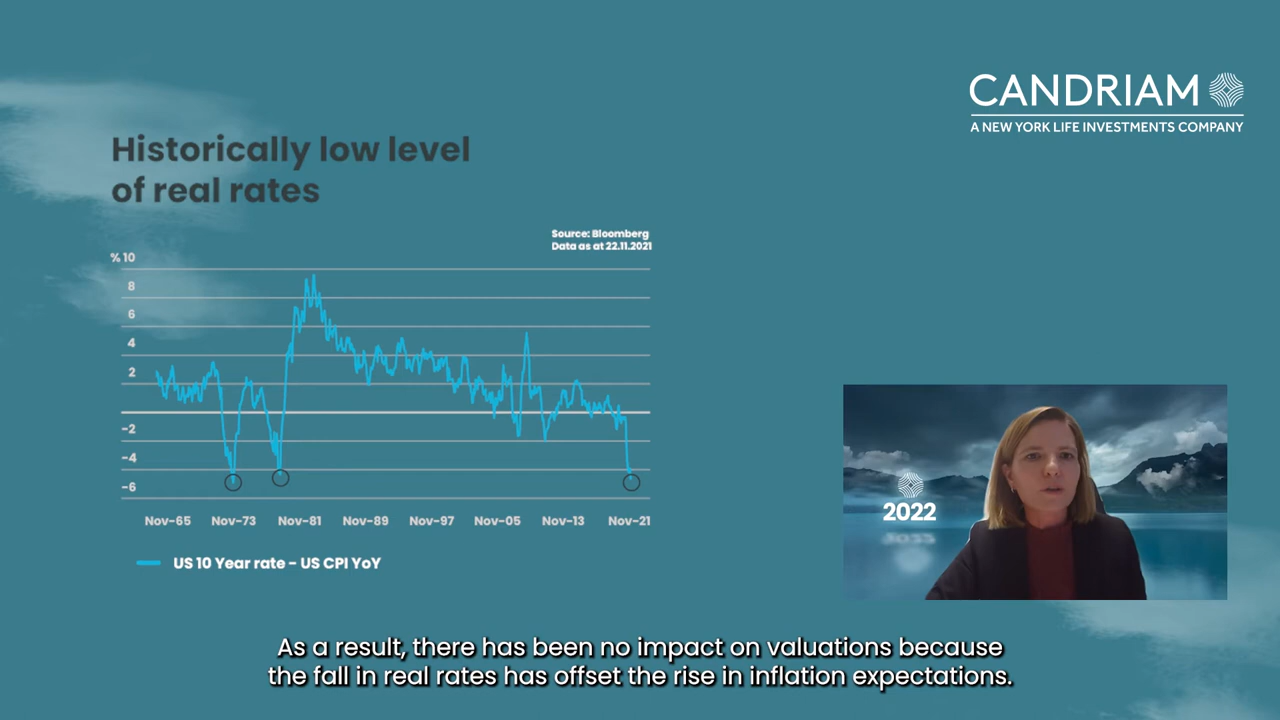 CANDRIAM
A NEW YORK LIFE INVESTMENTS COMPANY
Historically low level
of real rates
Source: Bloomberg
Data as at 22.11.2021
% 10
8
6
4
2
-2
-4
-6
Nov-65 Nov-73 Nov-81 Nov-89 Nov-97 Nov-05 Nov-13 Nov-21
US 10 Year rate - US CPI YoY
2022
As a result, there has been no impact on valuations because
the fall in real rates has offset the rise in inflation expectations.